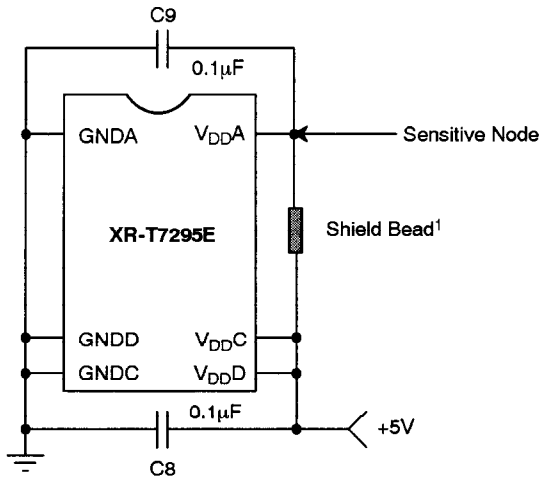 C9
0.1µF
GNDA
VDDA
Sensitive Node
XR-T7295E
Shield Bead1
GNDD
VDDC
GNDC
VDDD
0.1µF
+5V
C8